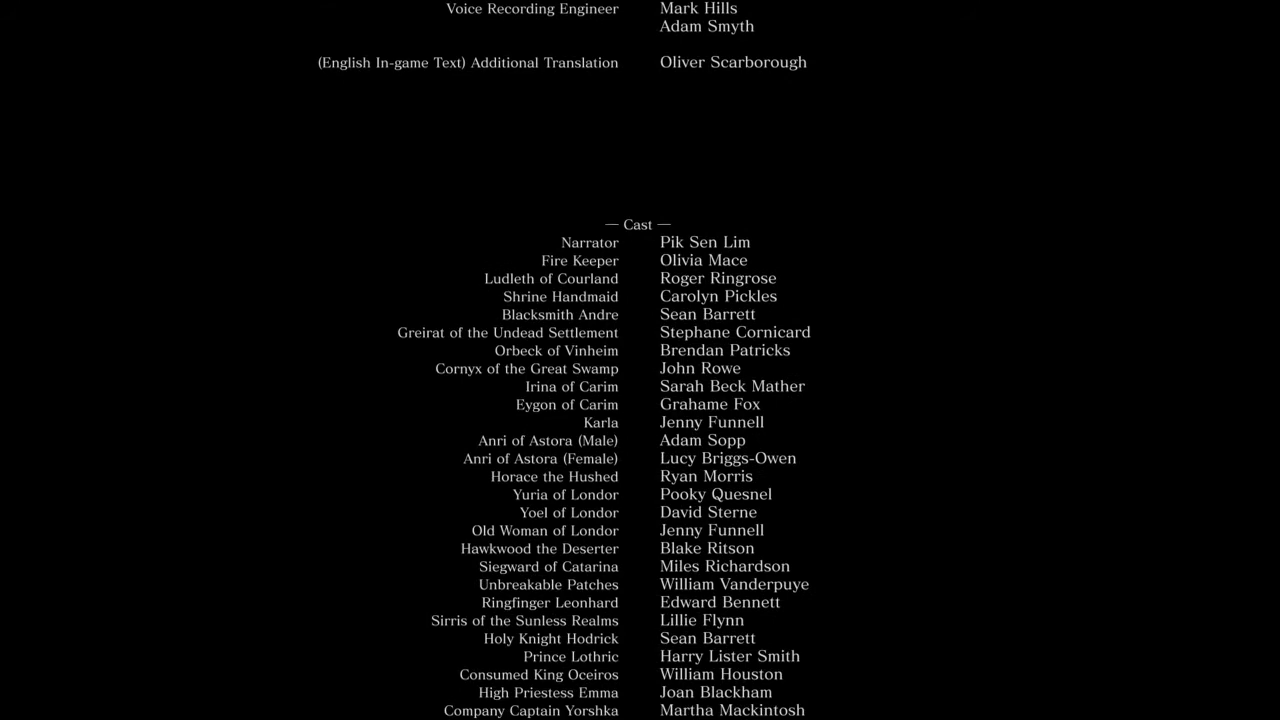 Voice Recording Engineer Mark Hills
Adam Smyth
(English In-game Text) Additional Translation Oliver Scarborough
— Cast —
Narrator Pik Sen Lim
Fire Keeper Olivia Mace
Ludleth of Courland Roger Ringrose
Shrine Handmaid Carolyn Pickles
Blacksmith Andre Sean Barrett
Greirat of the Undead Settlement Stephane Cornicard
Orbeck of Vinheim Brendan Patricks
Cornyx of the Great Swamp John Rowe
Irina of Carim Sarah Beck Mather
Eygon of Carim Grahame Fox
Karla Jenny Funnell
Anri of Astora (Male) Adam Sopp
Anri of Astora (Female) Lucy Briggs-Owen
Horace the Hushed Ryan Morris
Yuria of Londor Pooky Quesnel
Yoel of Londor David Sterne
Old Woman of Londor Jenny Funnell
Hawkwood the Deserter Blake Ritson
Siegward of Catarina Miles Richardson
Unbreakable Patches William Vanderpuye
Ringfinger Leonhard Edward Bennett
Sirris of the Sunless Realms Lillie Flynn
Holy Knight Hodrick Sean Barrett
Prince Lothric Harry Lister Smith
Consumed King Oceiros William Houston
High Priestess Emma Joan Blackham
Company Captain Yorshka Martha Mackintosh